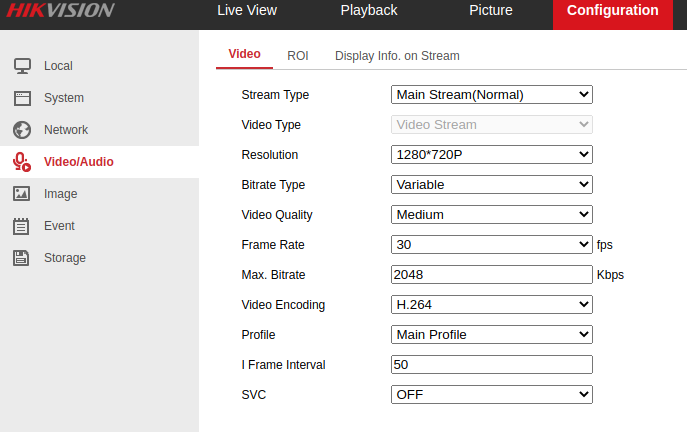 HIKVISION Live View Playback Picture Configuration
Local
System
Network
Video/Audio
Image
Event
Storage
Video ROI Display Info. on Stream
Stream Type Main Stream(Normal)
Video Type Video Stream
Resolution 1280*720P
Bitrate Type Variable
Video Quality Medium
Frame Rate 30 fps
Max. Bitrate 2048 Kbps
Video Encoding H.264
Profile Main Profile
I Frame Interval 50
SVC OFF